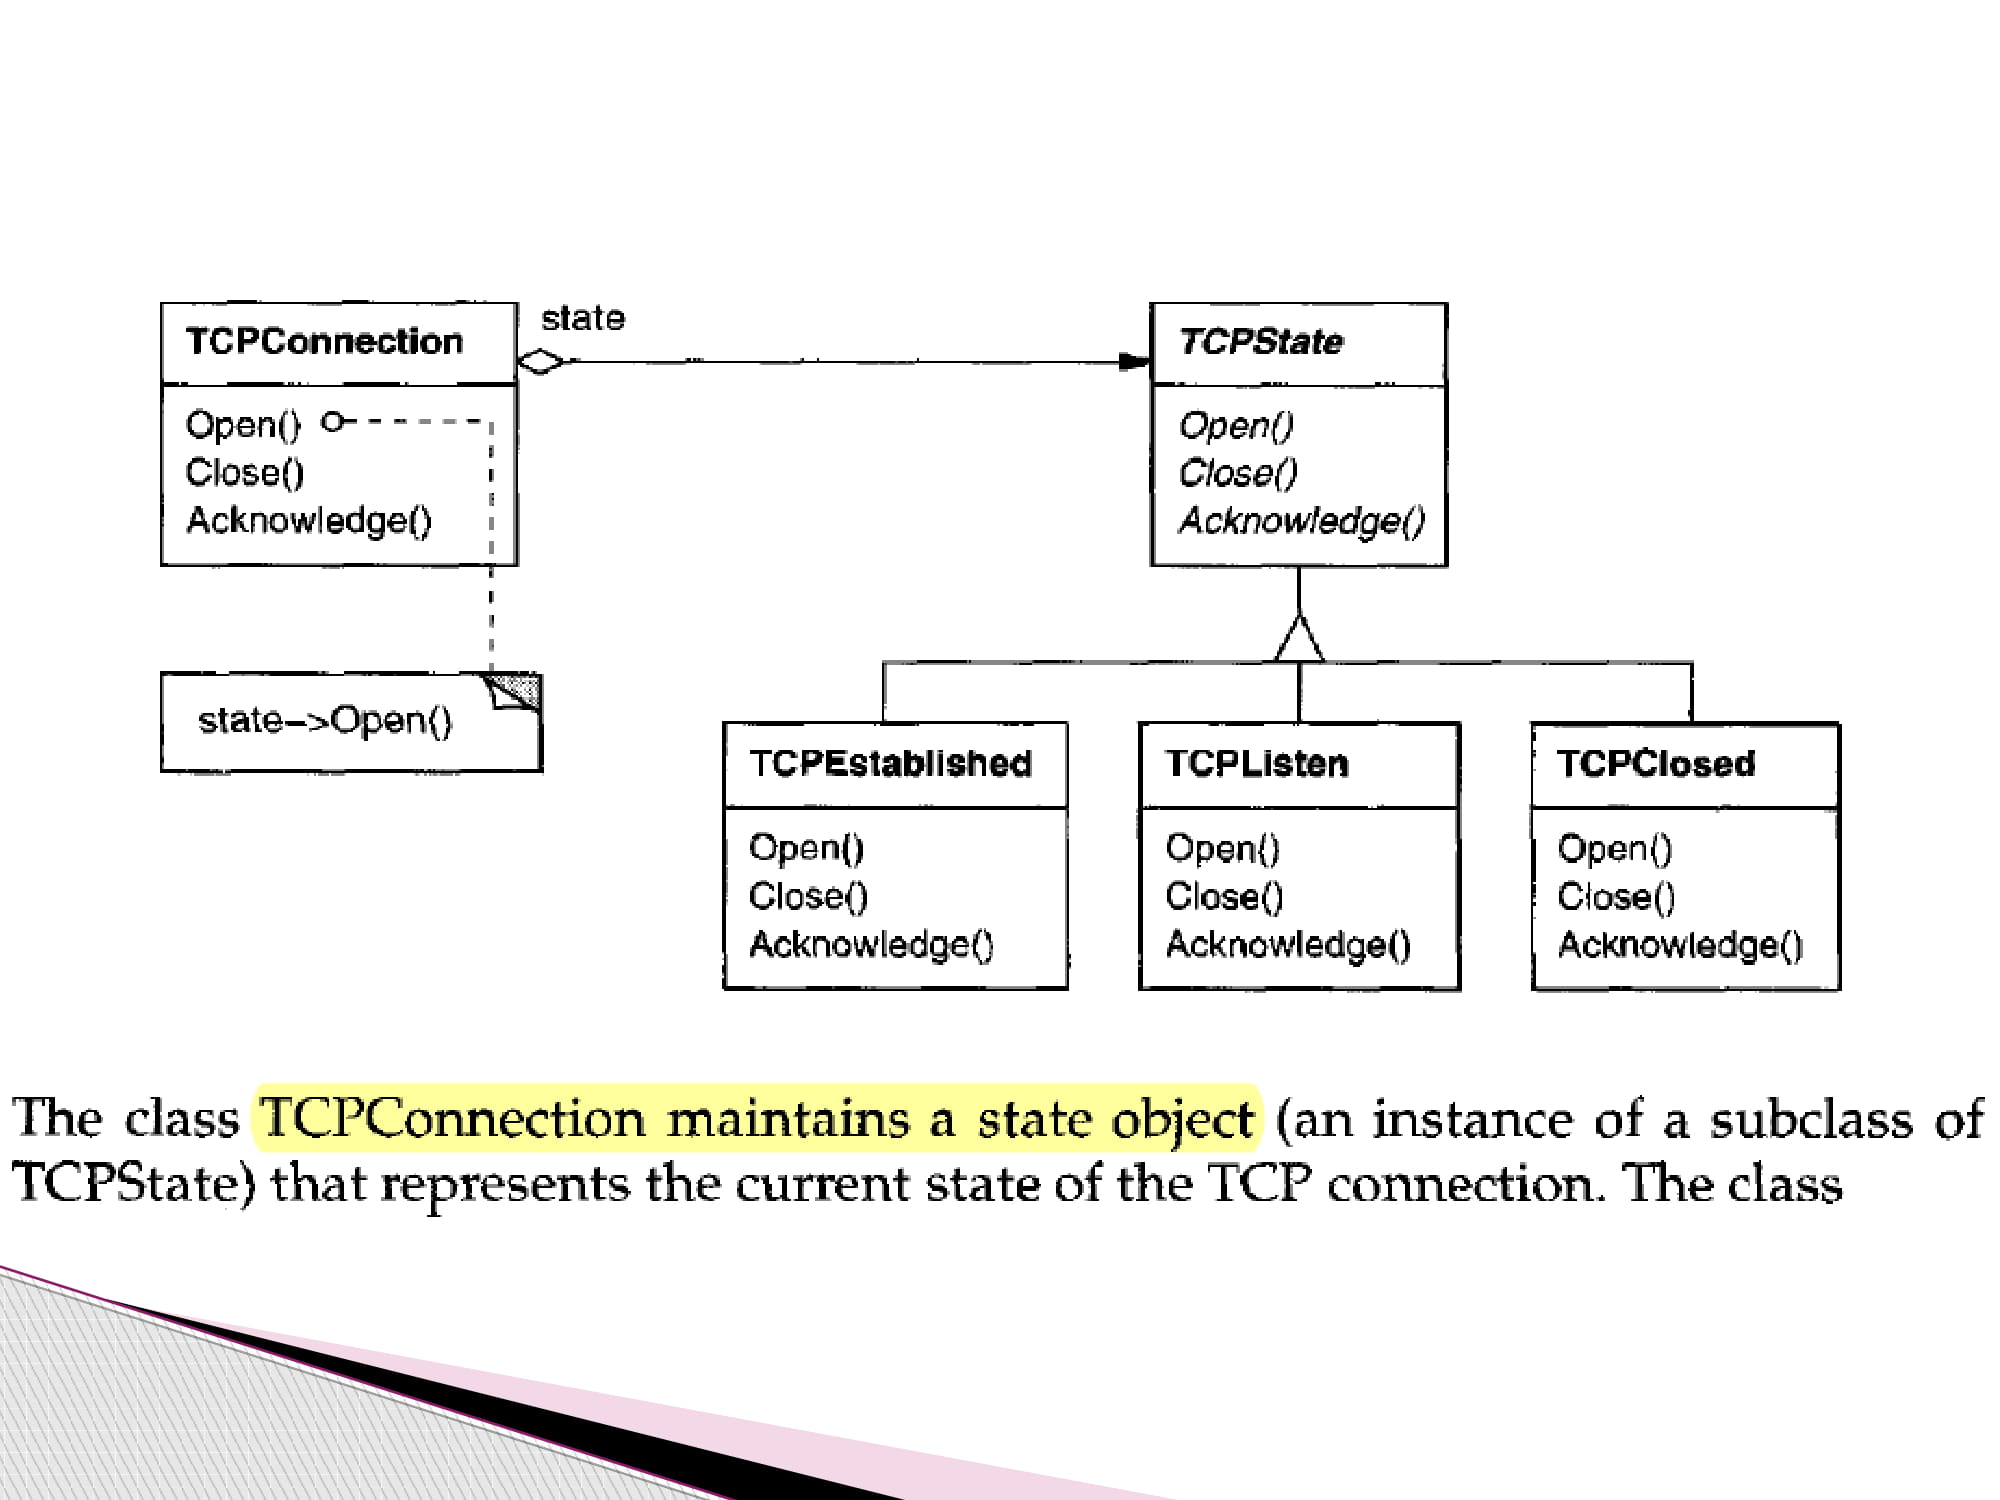 state
TCPConnection
Open()
Close()
Acknowledge()
state–>Open()
TCPState
Open()
Close()
Acknowledge()
TCPEstablished
Open()
Close()
Acknowledge()
TCPListen
Open()
Close()
Acknowledge()
TCPClosed
Open()
Close()
Acknowledge()
The class TCPConnection maintains a state object (an instance of a subclass of
TCPState) that represents the current state of the TCP connection. The class